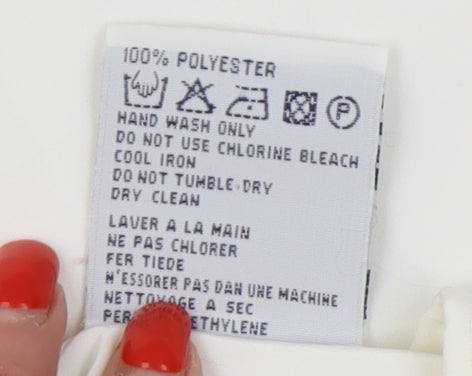 100% POLYESTER
P
HAND WASH ONLY
DO NOT USE CHLORINE BLEACH
COOL IRON
DO NOT TUMBLE DRY
DRY CLEAN
LAVER A LA MAIN
NE PAS CHLORER
FER TIEDE
N'ESSORER PAS DAN UNE MACHINE
NETTOYAGE A SEC
ETHYLENE